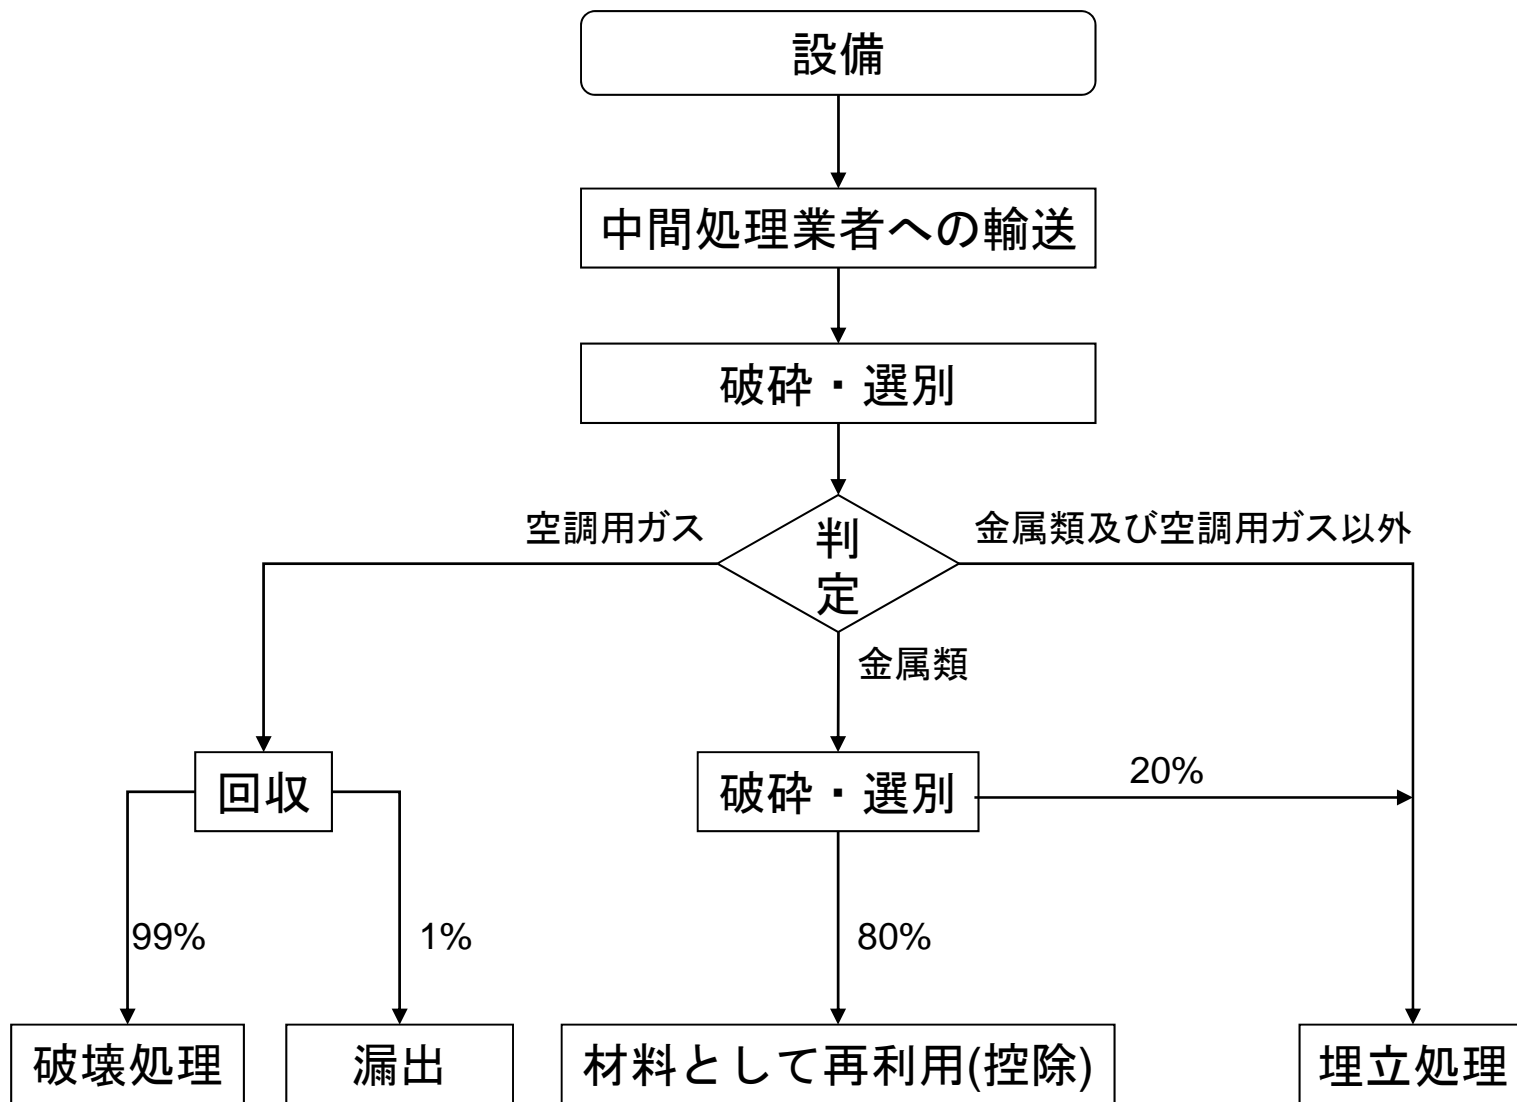 設備
中間処理業者への輸送
破砕・選別
空調用ガス
判
定
金属類及び空調用ガス以外
金属類
回収
破砕・選別
20%
99%
1%
80%
破壊処理
漏出
材料として再利用(控除)
埋立処理